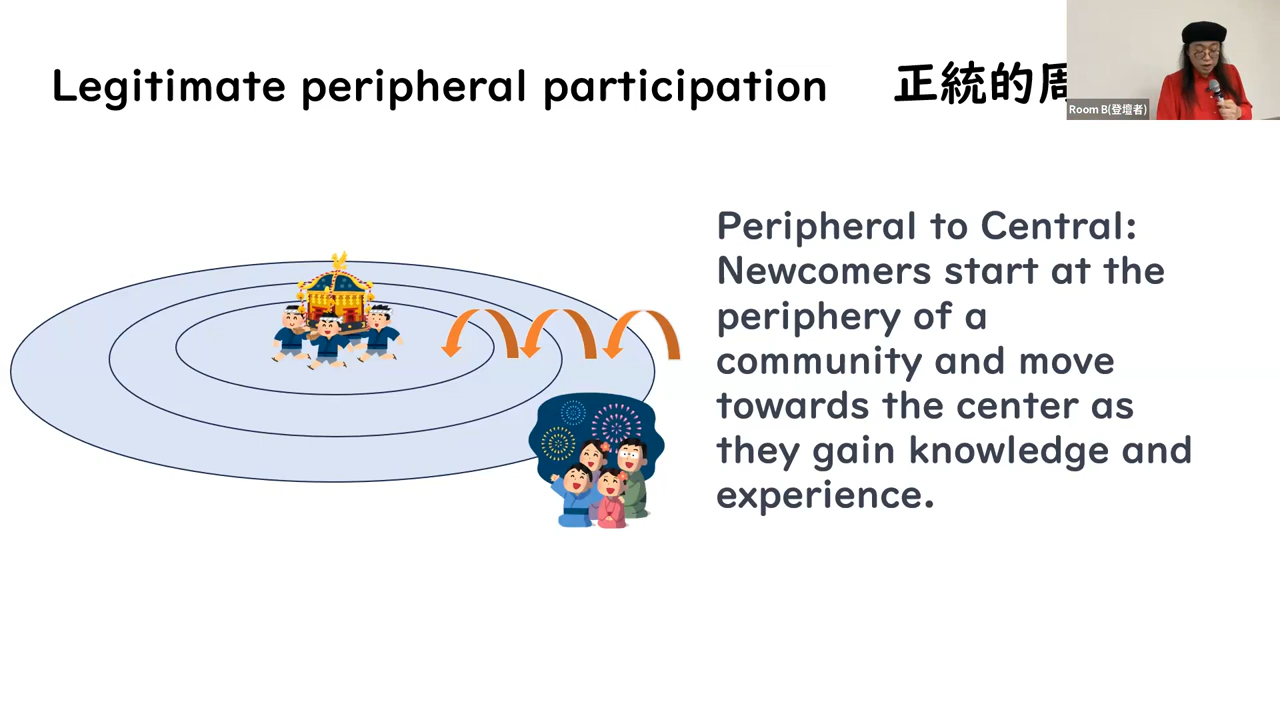 Legitimate peripheral participation 正統的周
Room B(登壇者)
Peripheral to Central:
Newcomers start at the
periphery of a
community and move
towards the center as
they gain knowledge and
experience.